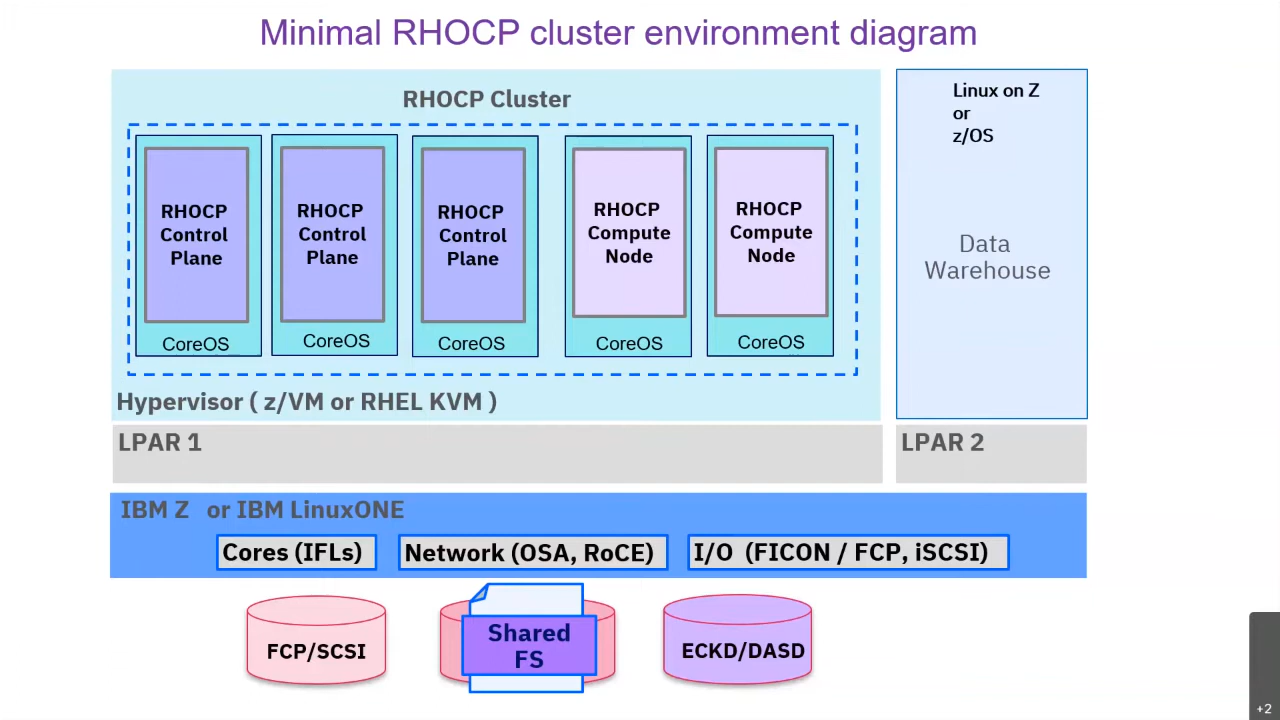 Minimal RHOCP cluster environment diagram
RHOCP Cluster
RHOCP
Control
Plane
CoreOS
RHOCP
Control
Plane
CoreOS
RHOCP
Control
Plane
CoreOS
RHOCP
Compute
Node
CoreOS
RHOCP
Compute
Node
CoreOS
Hypervisor ( z/VM or RHEL KVM )
LPAR 1
Linux on Z
or
z/OS
Data
Warehouse
LPAR 2
IBM Z or IBM LinuxONE
Cores (IFLs)
Network (OSA, RoCE)
I/O (FICON / FCP, iSCSI)
FCP/SCSI
Shared
FS
ECKD/DASD
+2